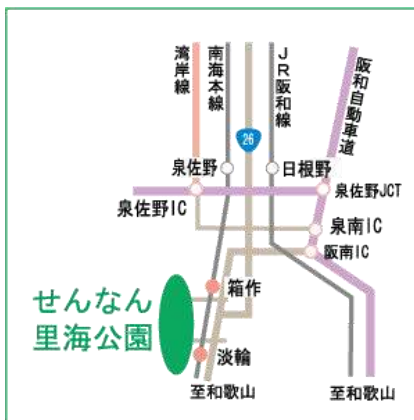 湾岸線
南海本線
JR阪和線
阪和自動車道
26
泉佐野
日根野
泉佐野JCT
泉佐野IC
泉南IC
阪南IC
せんなん
里海公園
箱作
淡輪
至和歌山
至和歌山